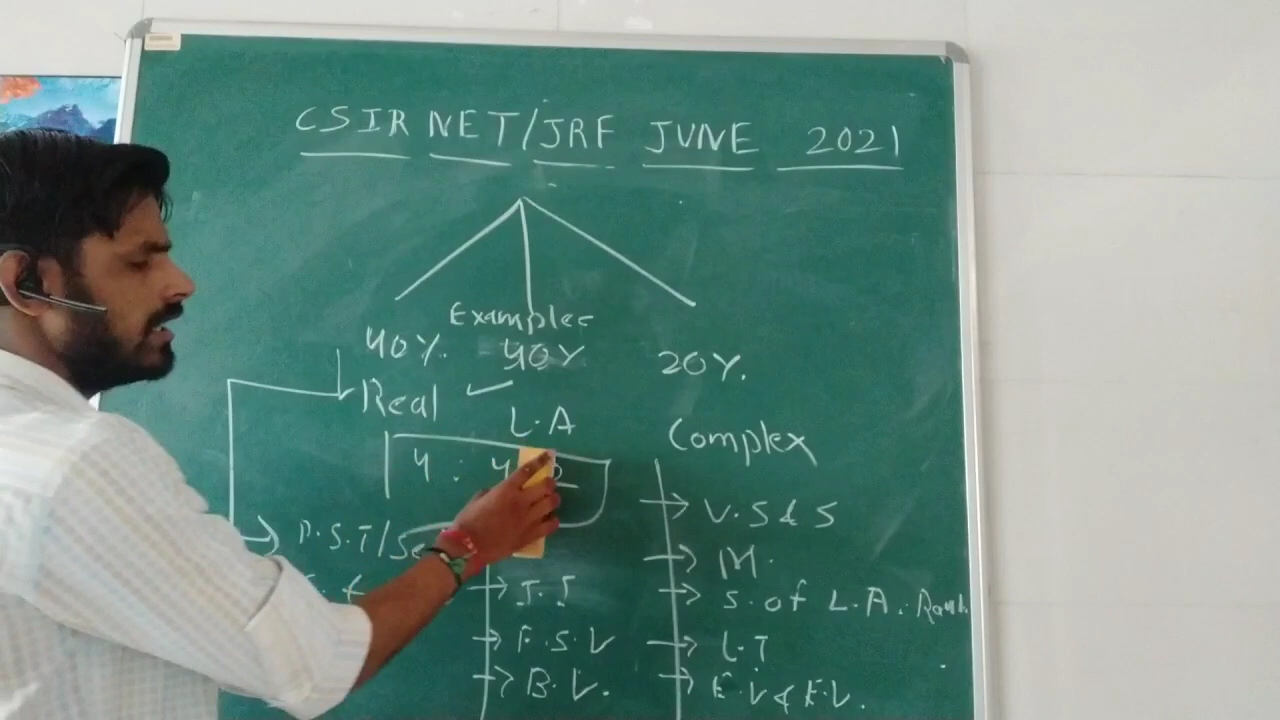 CSIR NET/JRF JUNE 2021
Examples
40%. 40% 20%.
Real
L.A
Complex
4 : 4
P.S.T/Se
V.S & S
M.
I.I
S. of L.A. Rank
F.S.V
L.T
B.V.
E.V & E.V.